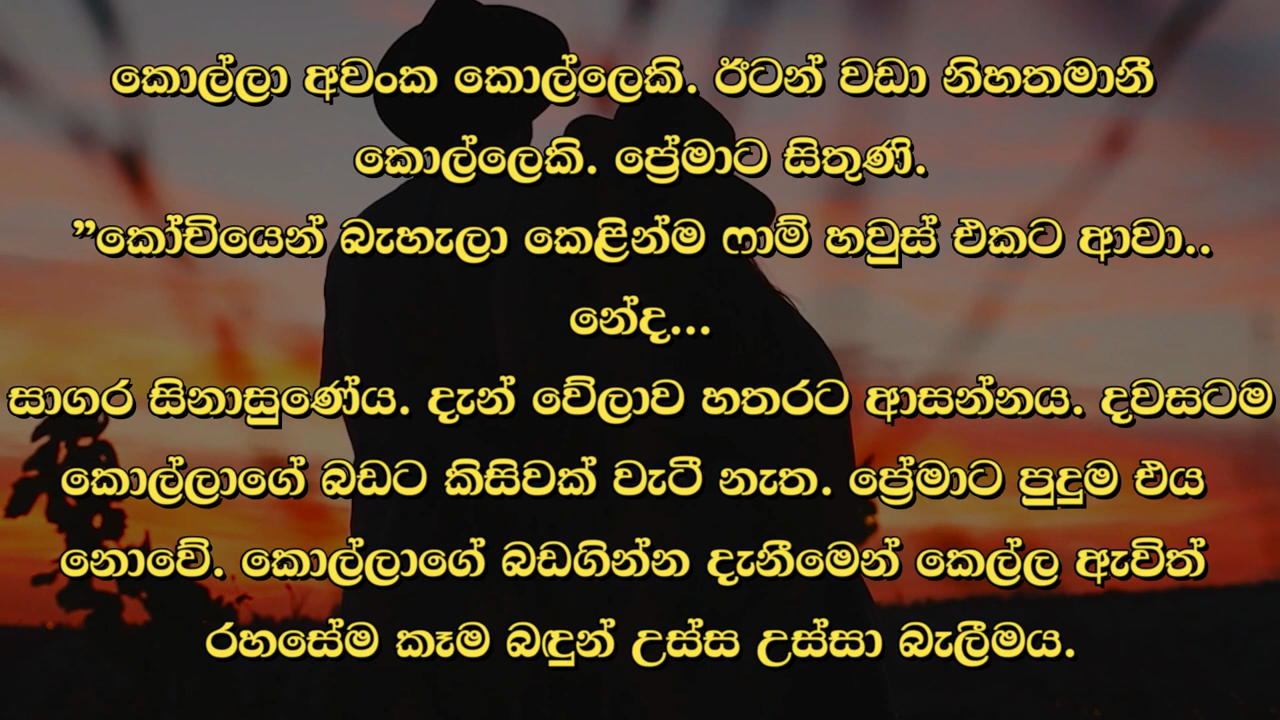 කොල්ලා අවංක කොල්ලෙකි. ඊටත් වඩා නිහතමානී
කොල්ලෙකි. ප්‍රේමාට සිතුණි.
”කෝච්යෙන් බැහැලා කෙළින්ම ෆාම් හවුස් එකට ආවා..
නේද...
සාගර සිනාසුණේය. දැන් වේලාව හතරට ආසන්නය. දවසටම
කොල්ලාගේ බඩට කිසිවක් වැටී නැත. ප්‍රේමාට පුදුම එය
නොවේ. කොල්ලාගේ බඩගින්න දැනීමෙන් කෙල්ල ඇවිත්
රහසේම කෑම බඳුන් උස්ස උස්සා බැලීමය.